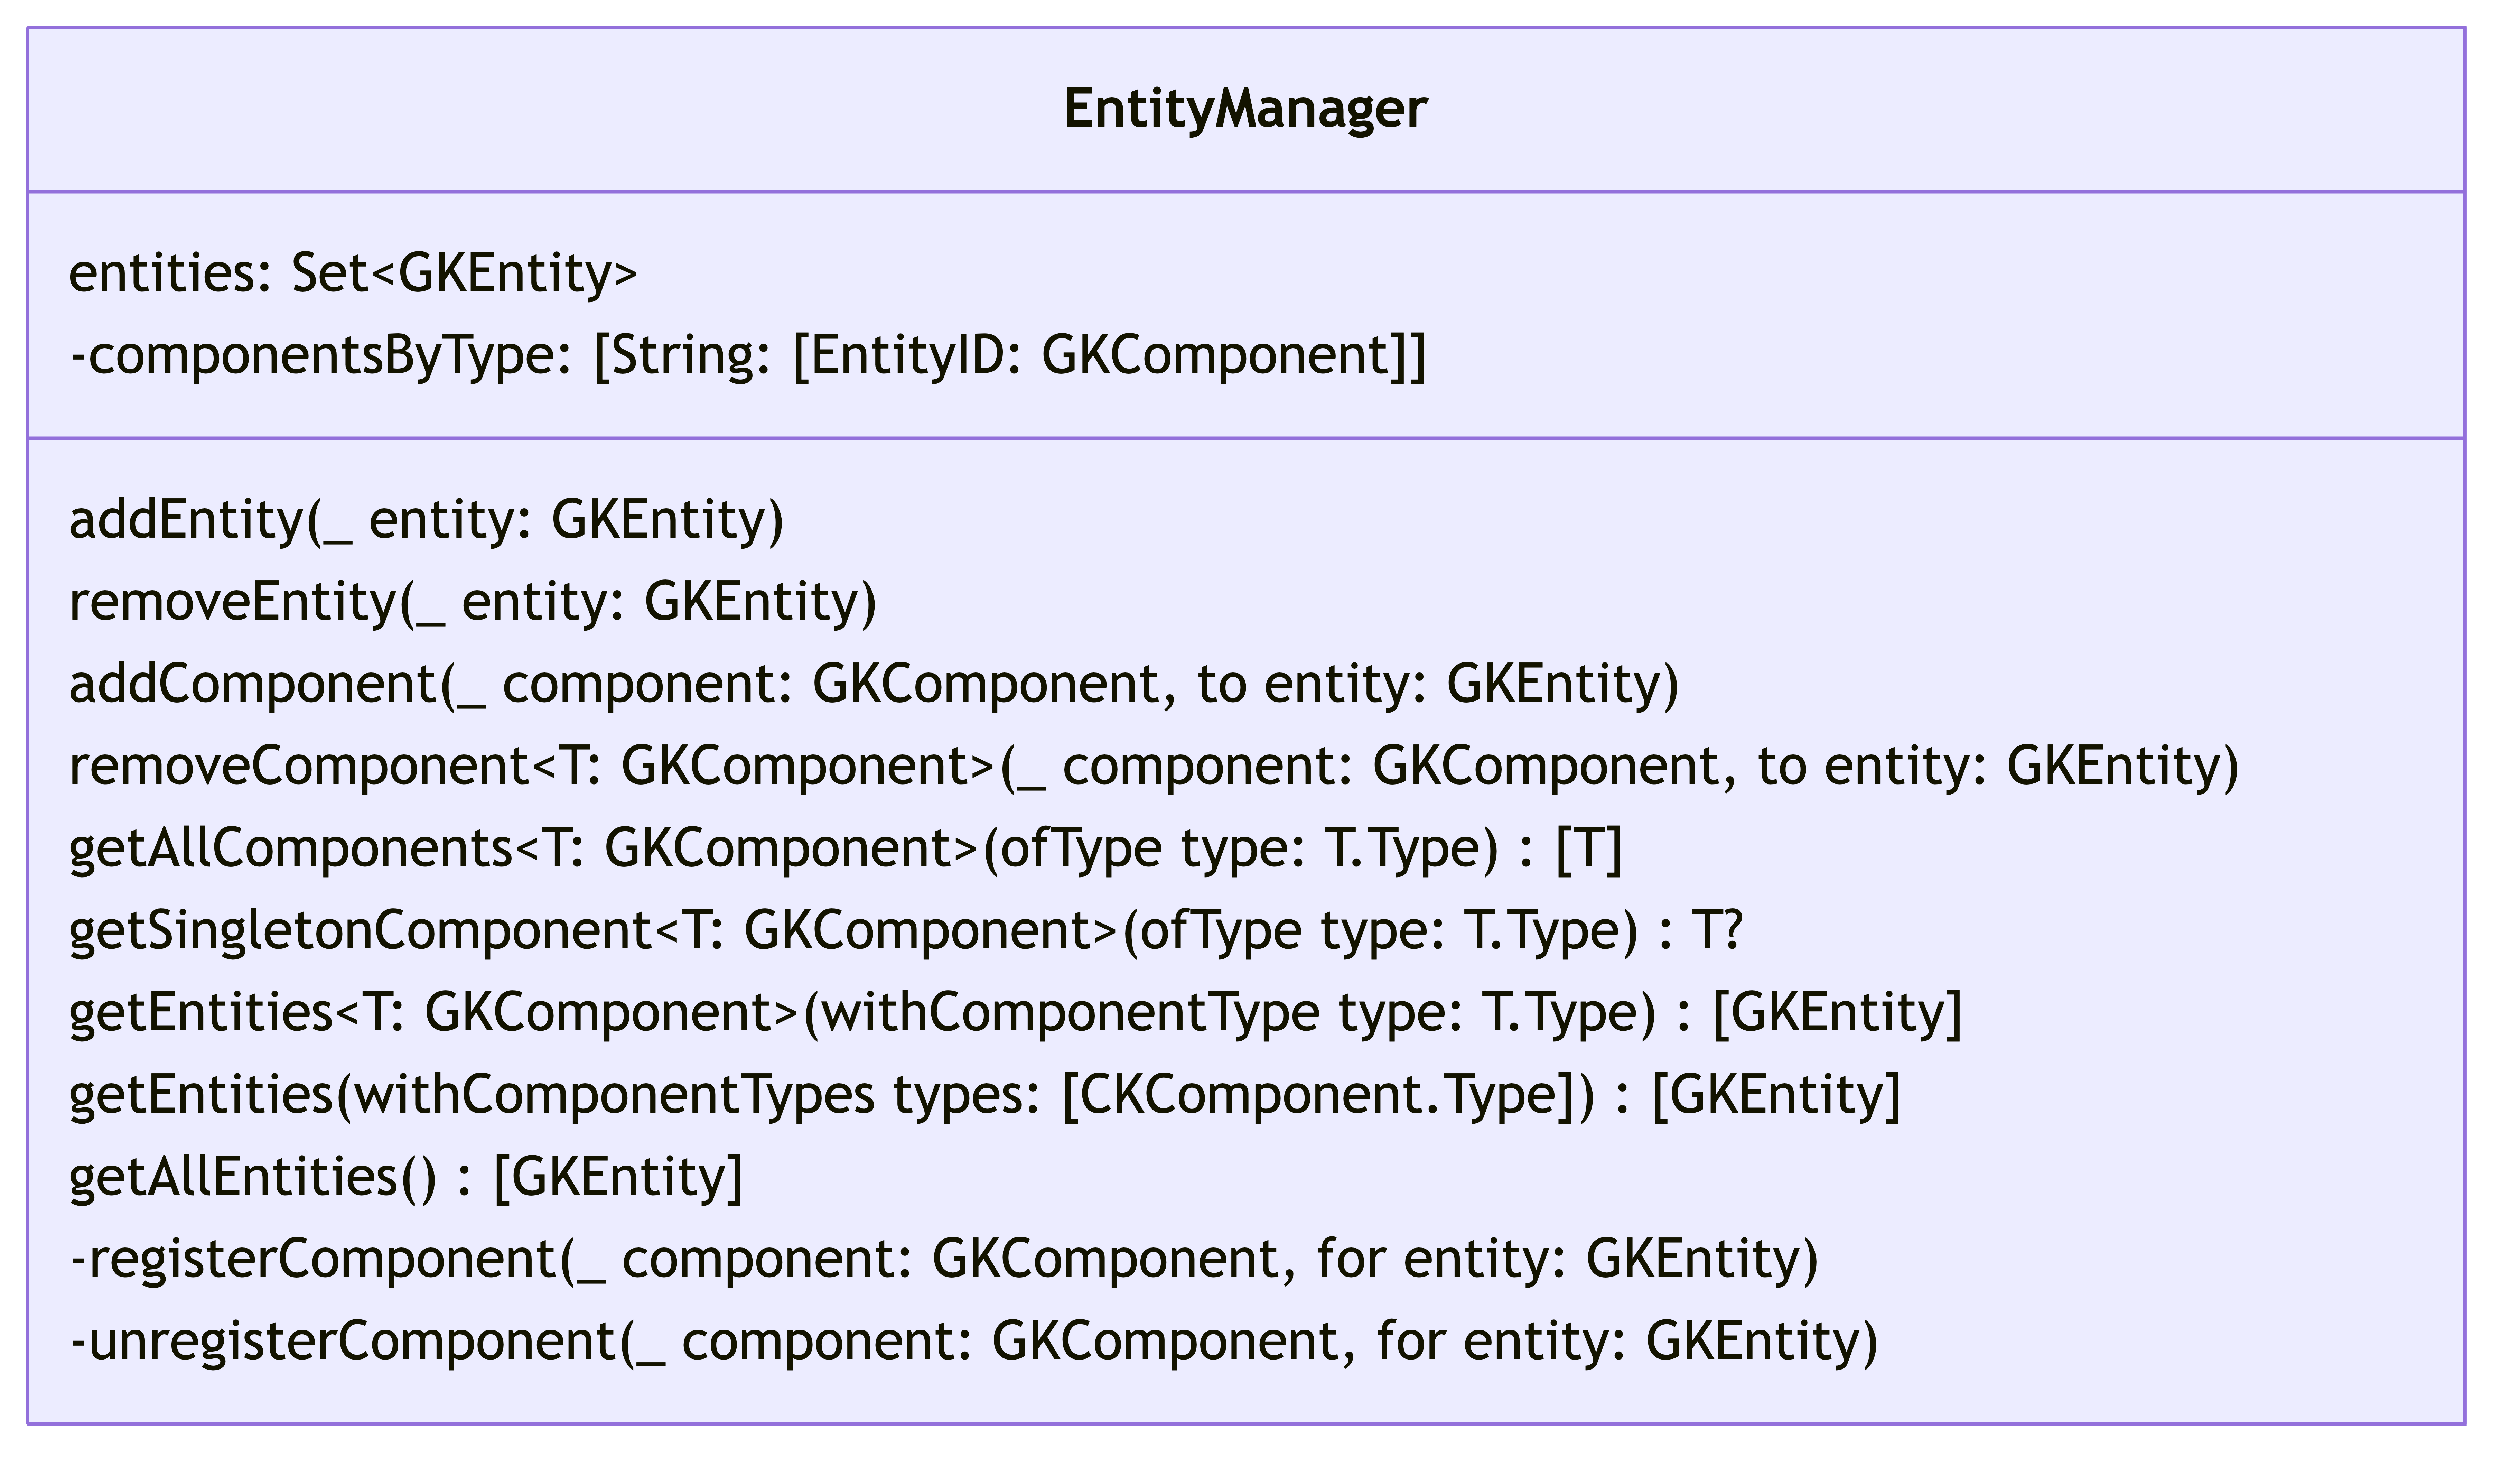 EntityManager
entities: Set<GKEntity>
-componentsByType: [String: [EntityID: GKComponent]]
addEntity(_ entity: GKEntity)
removeEntity(_ entity: GKEntity)
addComponent(_ component: GKComponent, to entity: GKEntity)
removeComponent<T: GKComponent>(_ component: GKComponent, to entity: GKEntity)
getAllComponents<T: GKComponent>(ofType type: T.Type) : [T]
getSingletonComponent<T: GKComponent>(ofType type: T.Type) : T?
getEntities<T: GKComponent>(withComponentType type: T.Type) : [GKEntity]
getEntities(withComponentTypes types: [CKComponent.Type]) : [GKEntity]
getAllEntities() : [GKEntity]
-registerComponent(_ component: GKComponent, for entity: GKEntity)
-unregisterComponent(_ component: GKComponent, for entity: GKEntity)